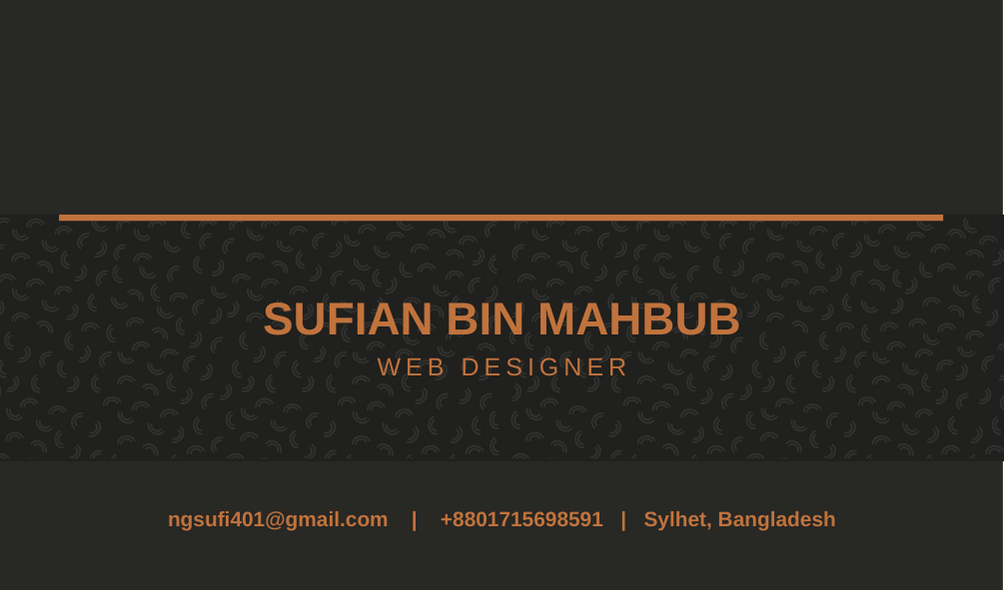 SUFIAN BIN MAHBUB
WEB DESIGNER
ngsufi401@gmail.com | +8801715698591 | Sylhet, Bangladesh